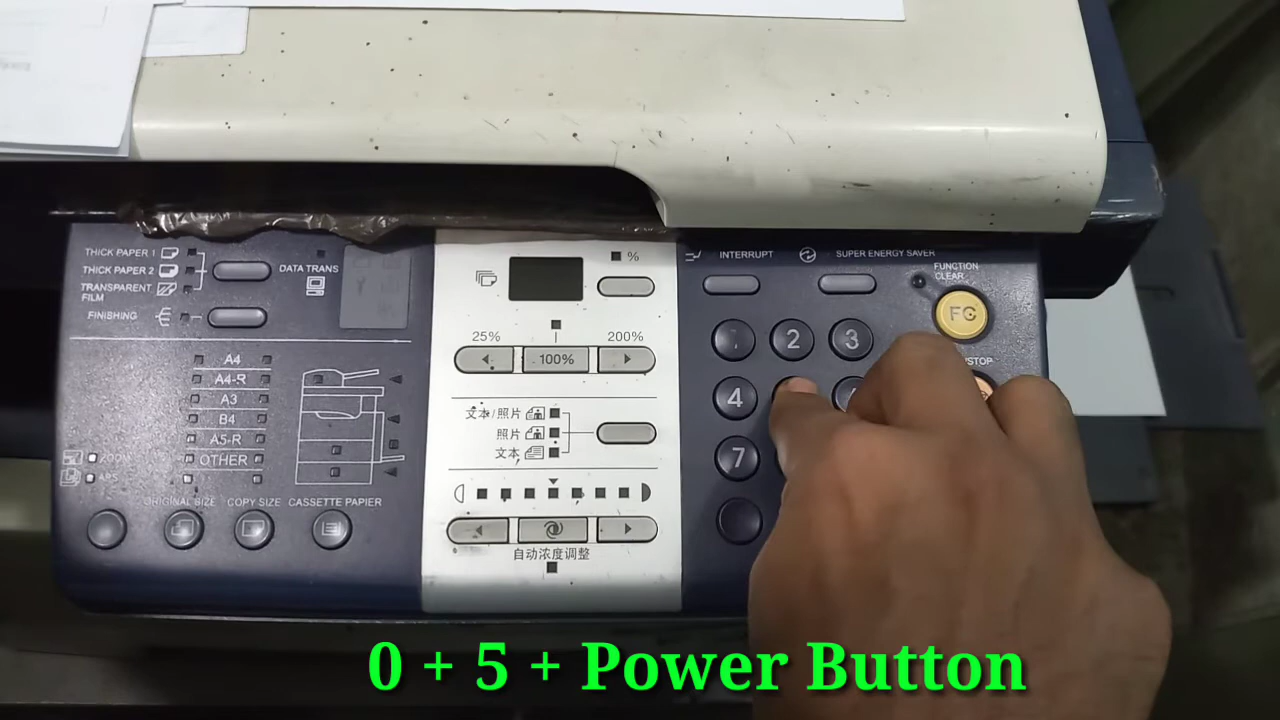 THICK PAPER 1
THICK PAPER 2
TRANSPARENT
FILM
FINISHING
DATA TRANS
A4
A4-R
A3
B4
A5-R
OTHER
ZOOM
APS
ORIGINAL SIZE
COPY SIZE
CASSETTE PAPIER
%
25%
200%
100%
文本/照片
照片
文本
自动浓度调整
INTERRUPT
SUPER ENERGY SAVER
FUNCTION
CLEAR
FC
STOP
2
3
4
7
0 + 5 + Power Button